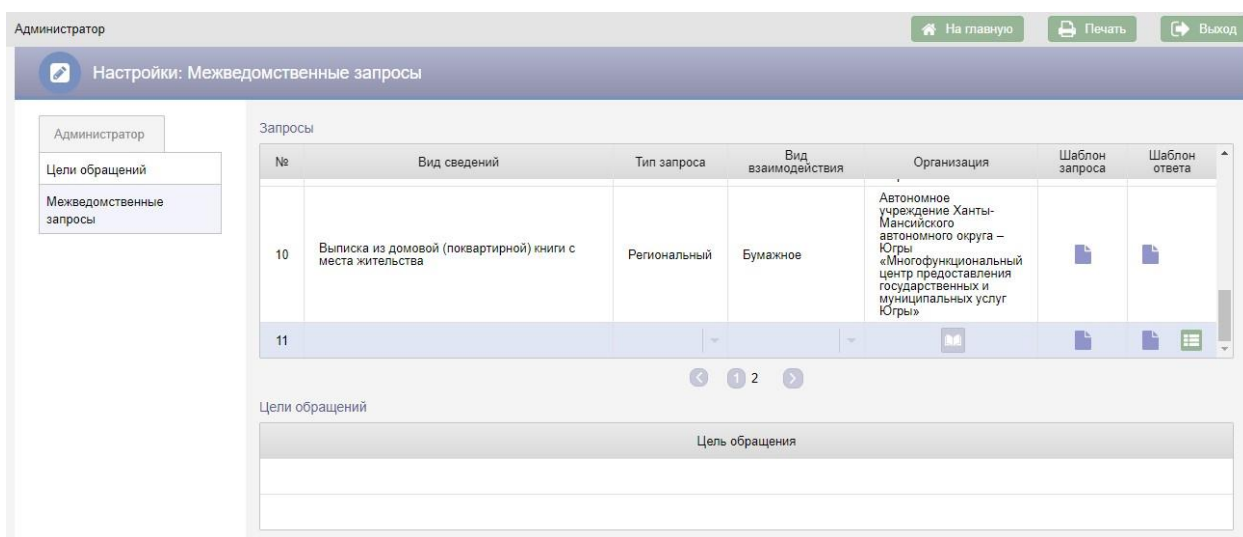 Администратор
На главную
Печать
Выход
Настройки: Межведомственные запросы
Администратор
Цели обращений
Межведомственные
запросы
Запросы
№
Вид сведений
Тип запроса
Вид
взаимодействия
Организация
Шаблон
запроса
Шаблон
ответа
10
Выписка из домовой (поквартирной) книги с
места жительства
Региональный
Бумажное
Автономное
учреждение Ханты-
Мансийского
автономного округа –
Югры
«Многофункциональный
центр предоставления
государственных и
муниципальных услуг
Югры»
11
1 2
Цели обращений
Цель обращения